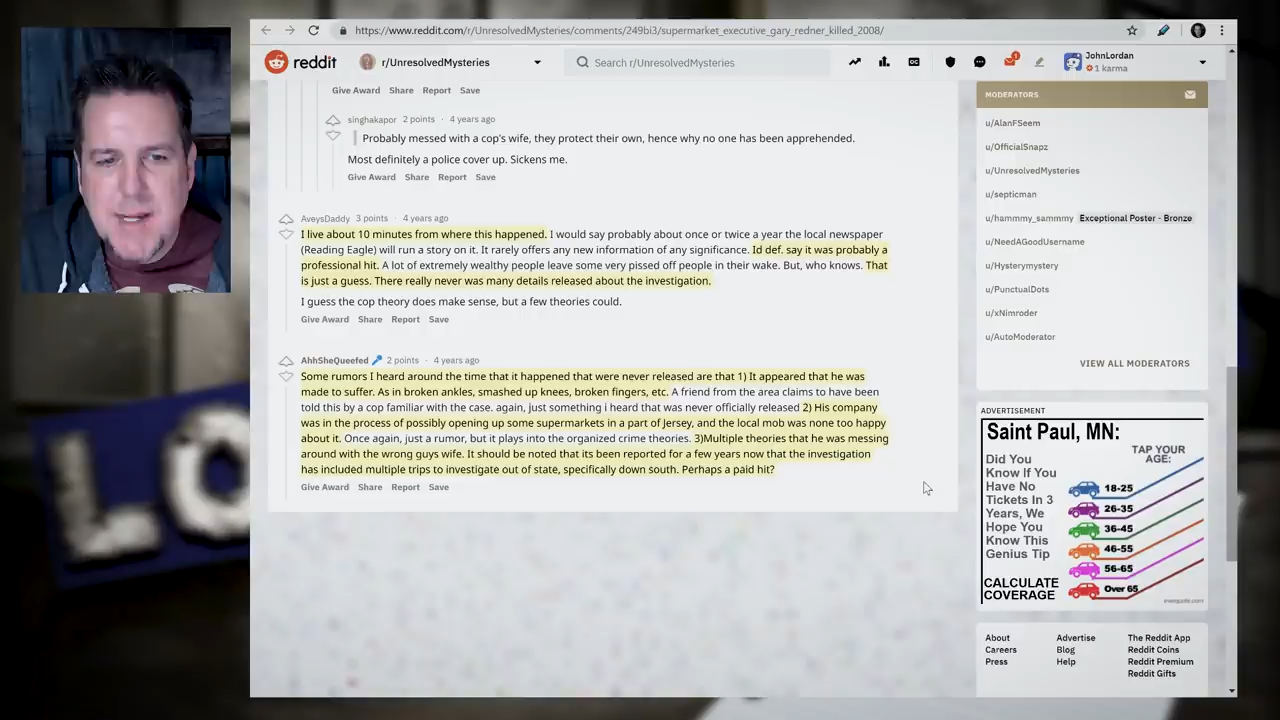 https://www.reddit.com/r/UnresolvedMysteries/comments/249bi3/supermarket_executive_gary_redner_killed_2008/
reddit
r/UnresolvedMysteries
Search r/UnresolvedMysteries
1
JohnLordan
1 karma
Give Award Share Report Save
singhakapor 2 points · 4 years ago
Probably messed with a cop's wife, they protect their own, hence why no one has been apprehended.
Most definitely a police cover up. Sickens me.
Give Award Share Report Save
AveysDaddy 3 points · 4 years ago
I live about 10 minutes from where this happened. I would say probably about once or twice a year the local newspaper
(Reading Eagle) will run a story on it. It rarely offers any new information of any significance. Id def. say it was probably a
professional hit. A lot of extremely wealthy people leave some very pissed off people in their wake. But, who knows. That
is just a guess. There really never was many details released about the investigation.
I guess the cop theory does make sense, but a few theories could.
Give Award Share Report Save
AhhSheQueefed 2 points · 4 years ago
Some rumors I heard around the time that it happened that were never released are that 1) It appeared that he was
made to suffer. As in broken ankles, smashed up knees, broken fingers, etc. A friend from the area claims to have been
told this by a cop familiar with the case. again, just something i heard that was never officially released 2) His company
was in the process of possibly opening up some supermarkets in a part of Jersey, and the local mob was none too happy
about it. Once again, just a rumor, but it plays into the organized crime theories. 3)Multiple theories that he was messing
around with the wrong guys wife. It should be noted that its been reported for a few years now that the investigation
has included multiple trips to investigate out of state, specifically down south. Perhaps a paid hit?
Give Award Share Report Save
MODERATORS
u/AlanFSeem
u/OfficialSnapz
u/UnresolvedMysteries
u/septicman
u/hammmy_sammmy Exceptional Poster - Bronze
u/NeedAGoodUsername
u/Hysterymystery
u/PunctualDots
u/xNimroder
u/AutoModerator
VIEW ALL MODERATORS
ADVERTISEMENT
Saint Paul, MN:
Did You
Know If You
Have No
Tickets In 3
Years, We
Hope You
Know This
Genius Tip
CALCULATE
COVERAGE
TAP YOUR
AGE:
18-25
26-35
36-45
46-55
56-65
Over 65
everquote.com
About Advertise The Reddit App
Careers Blog Reddit Coins
Press Help Reddit Premium
Reddit Gifts
LO